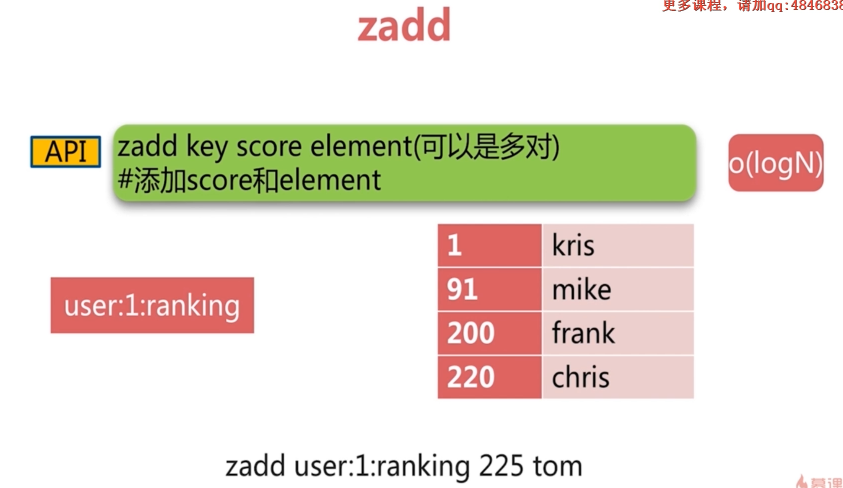 更多课程，请加qq:4846838
zadd
API
zadd key score element(可以是多对)
#添加score和element
o(logN)
user:1:ranking
1 kris
91 mike
200 frank
220 chris
zadd user:1:ranking 225 tom
慕课